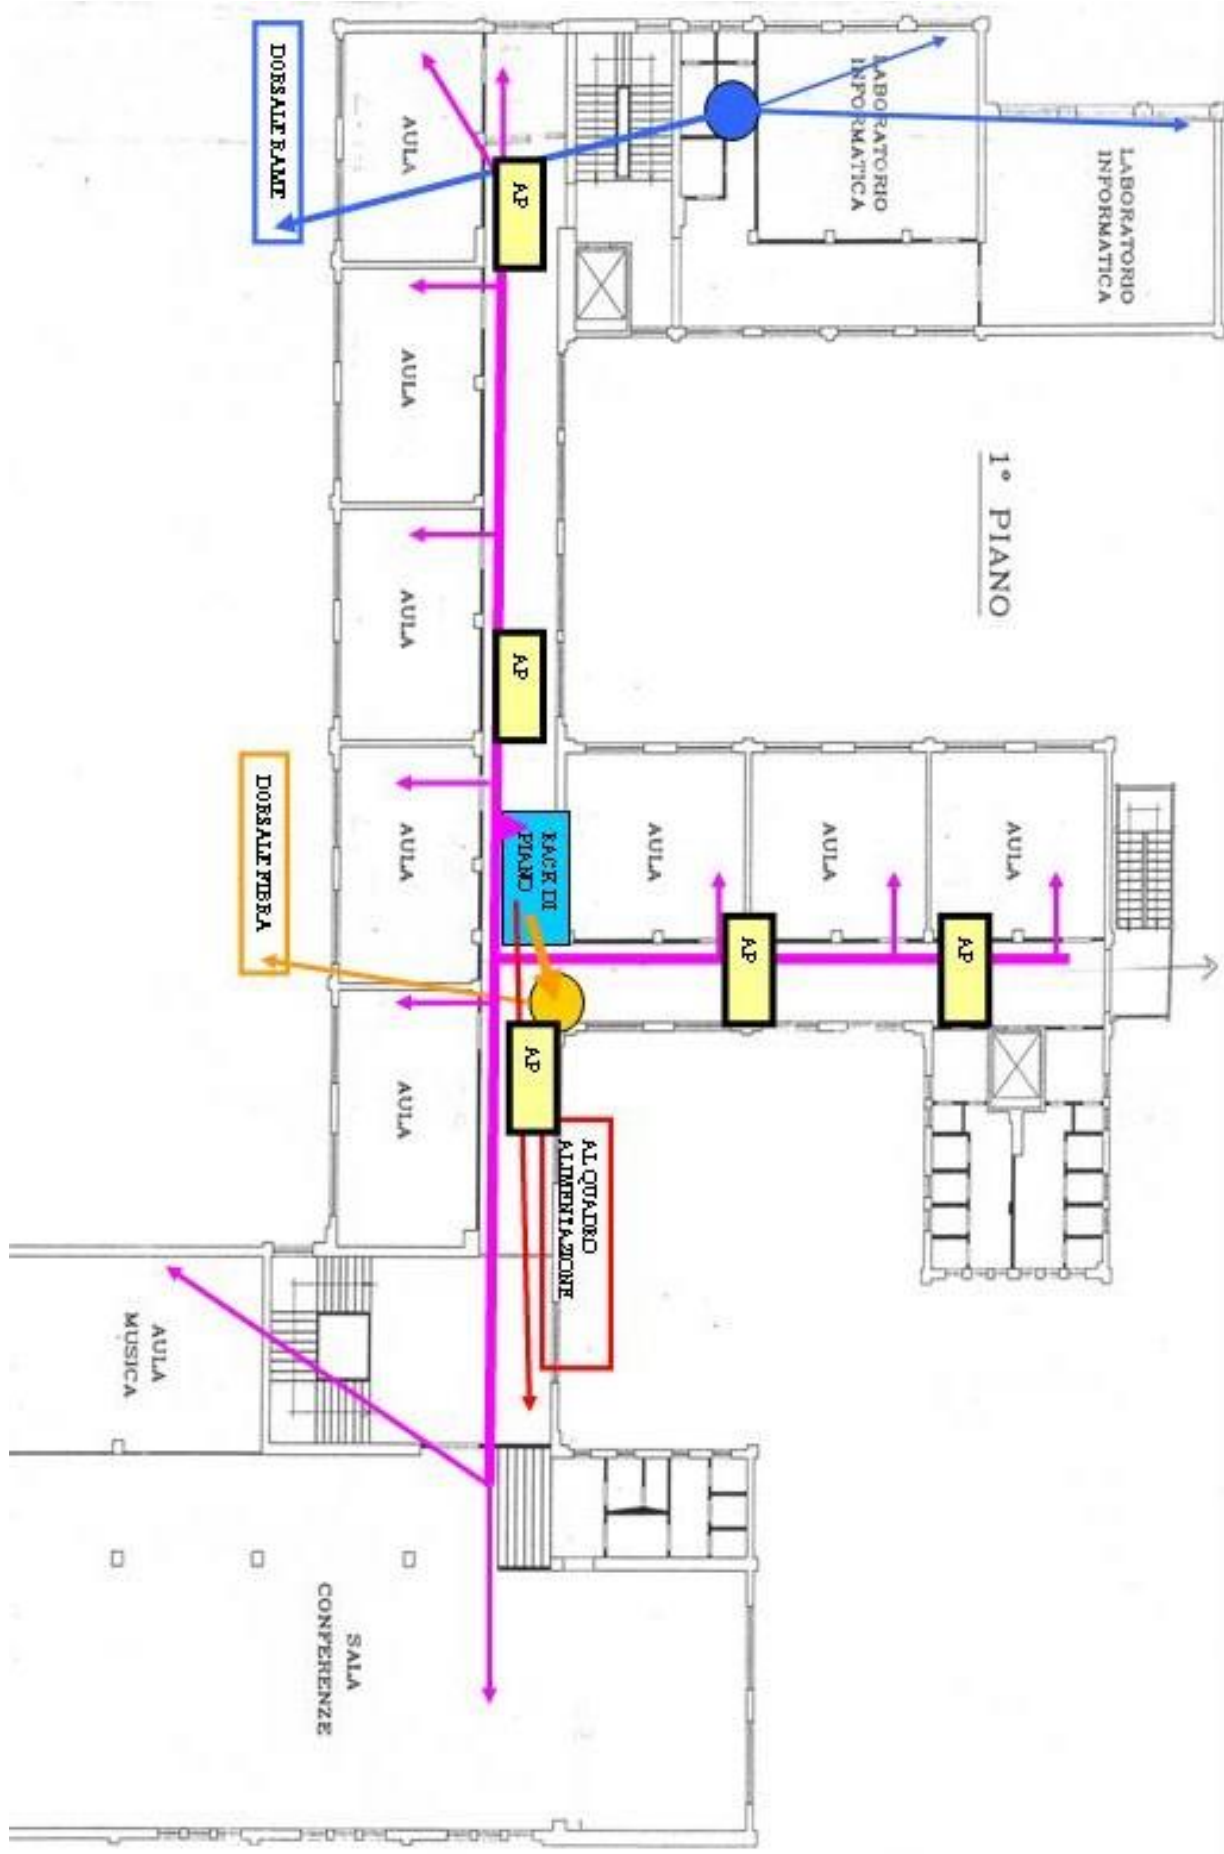 LABORATORIO
INFORMATICA
1° PIANO
AULA
AP
LABORATORIO
INFORMATICA
AULA
AP
AULA
AL QUADRO
ALIMENTAZIONE
RACK DI
PIANO
AP
AP
AP
AULA
AULA
AULA
AULA
AULA
SALA
CONFERENZE
DORSALE RAME
DORSALE FIBRA
AULA
MUSICA